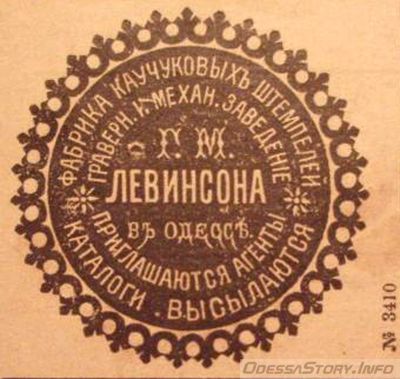 ФАБРИКА КАУЧУКОВЫХЪ ШТЕМПЕЛЕЙ
ГРАВЕРН. И МЕХАН. ЗАВЕДЕНІЕ
Г. М.
ЛЕВИНСОНА
ВЪ ОДЕССѢ.
ПРИГЛАШАЮТСЯ АГЕНТЫ
КАТАЛОГИ . ВЫСЫЛАЮТСЯ
№ 3410
OdessaStory.Info